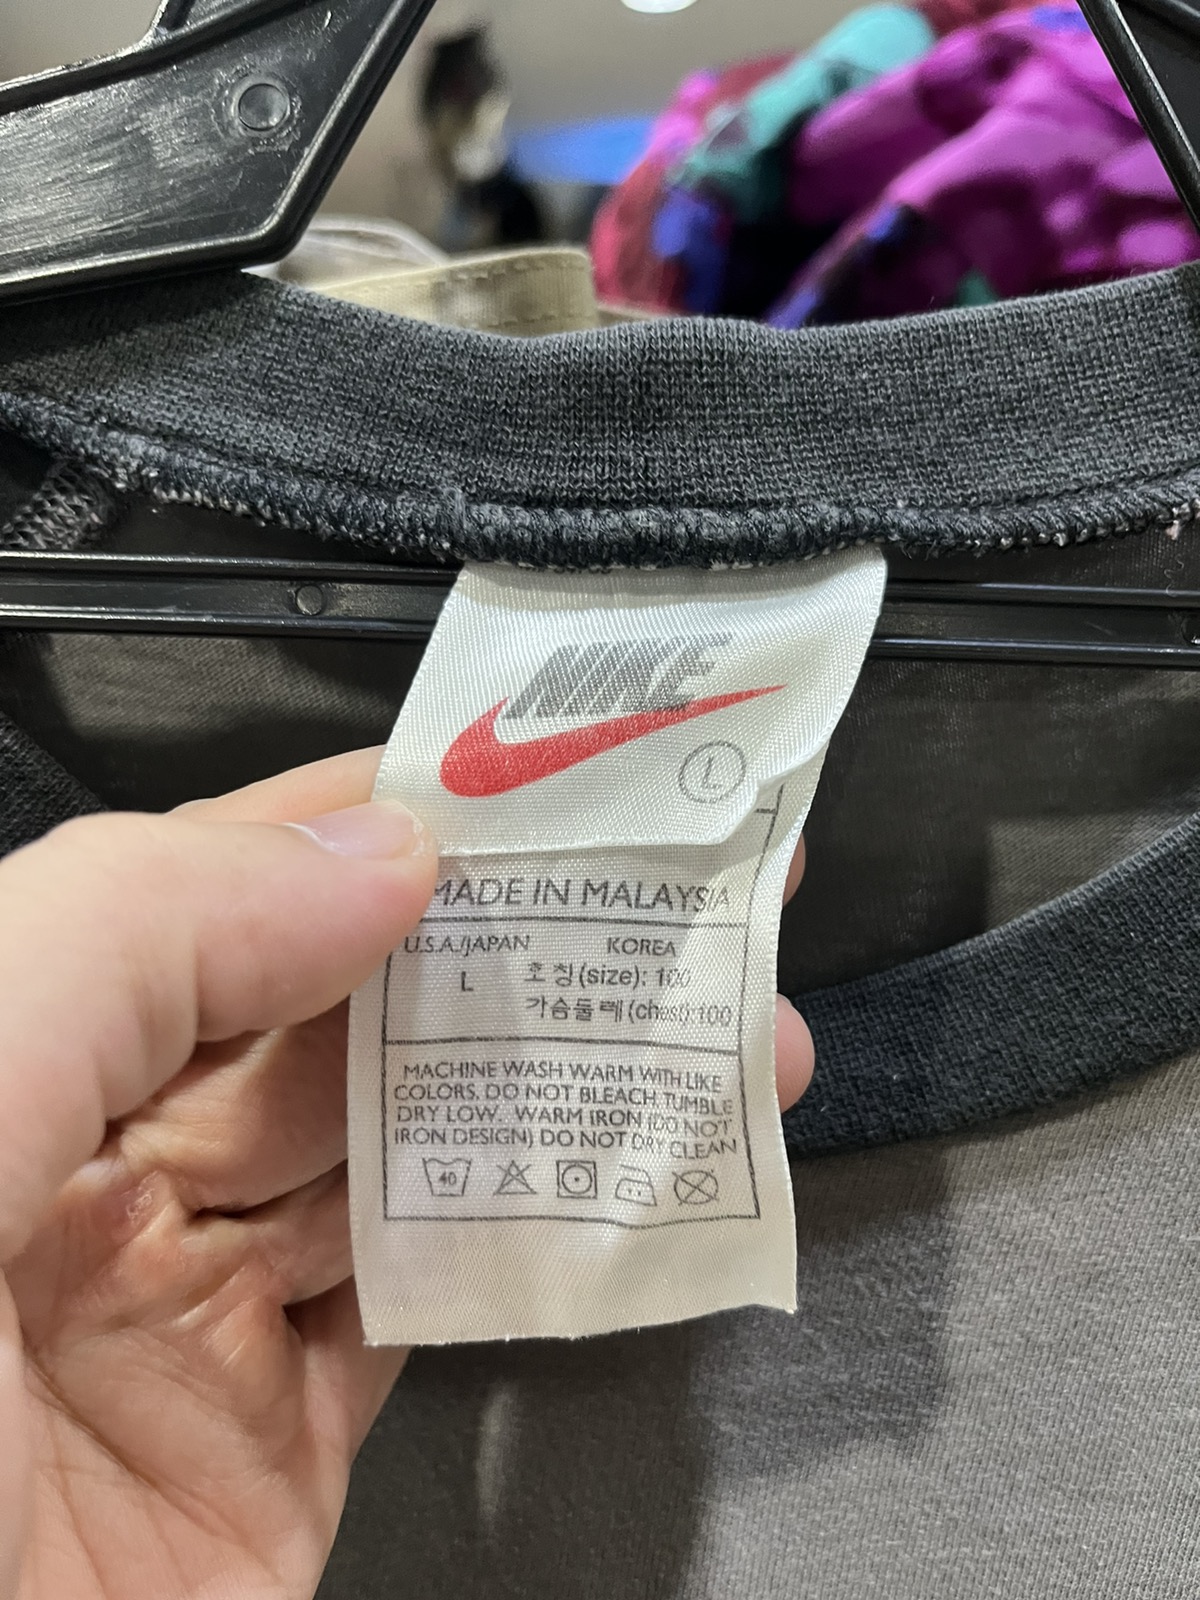 NIKE
L
MADE IN MALAYSIA
U.S.A./JAPAN KOREA
L 호 칭 (size): 100
가슴둘레 (chest): 100
MACHINE WASH WARM WITH LIKE
COLORS. DO NOT BLEACH TUMBLE
DRY LOW. WARM IRON (DO NOT
IRON DESIGN) DO NOT DRY CLEAN
40